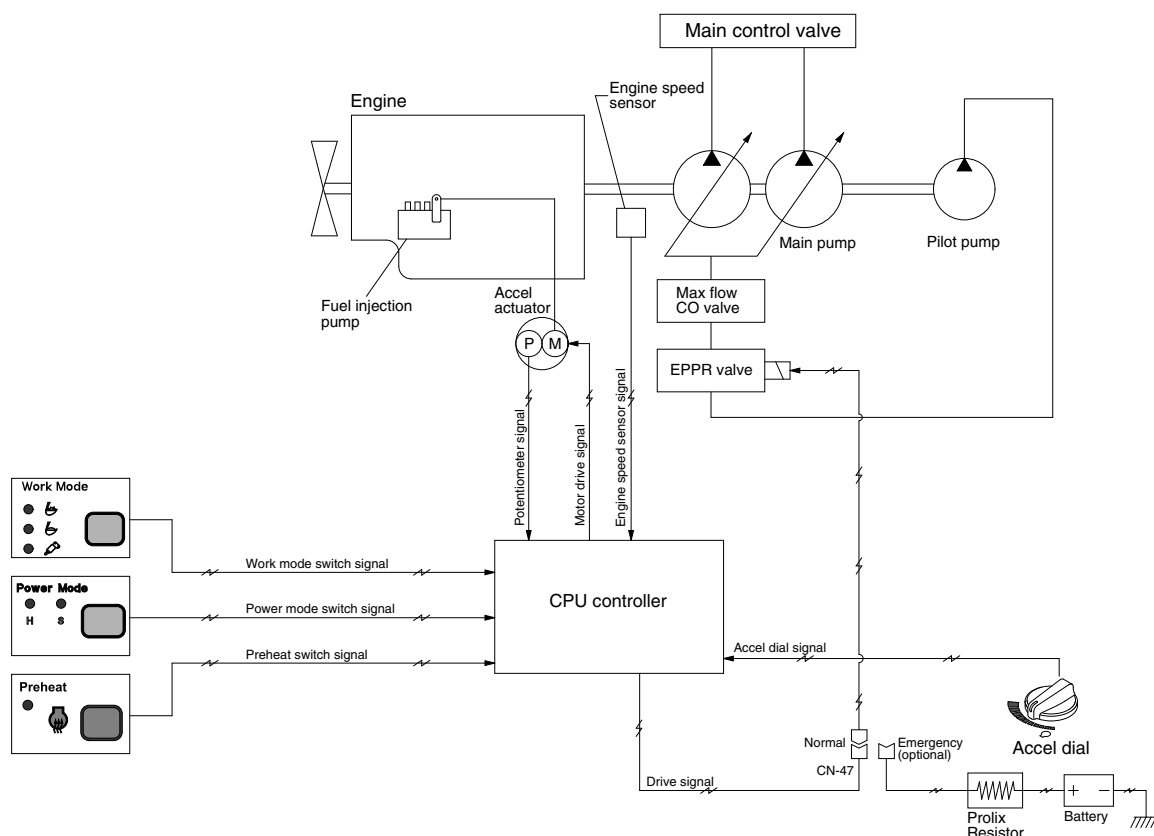 Main control valve
Engine speed
sensor
Engine
Main pump
Pilot pump
Fuel injection
pump
Accel
actuator
P
M
Max flow
CO valve
EPPR valve
Potentiometer signal
Motor drive signal
Engine speed sensor signal
Work Mode
Work mode switch signal
Power Mode
H
S
Power mode switch signal
CPU controller
Preheat switch signal
Preheat
Accel dial signal
Accel dial
Normal
Emergency
(optional)
CN-47
Drive signal
+
-
Prolix
Resistor
Battery